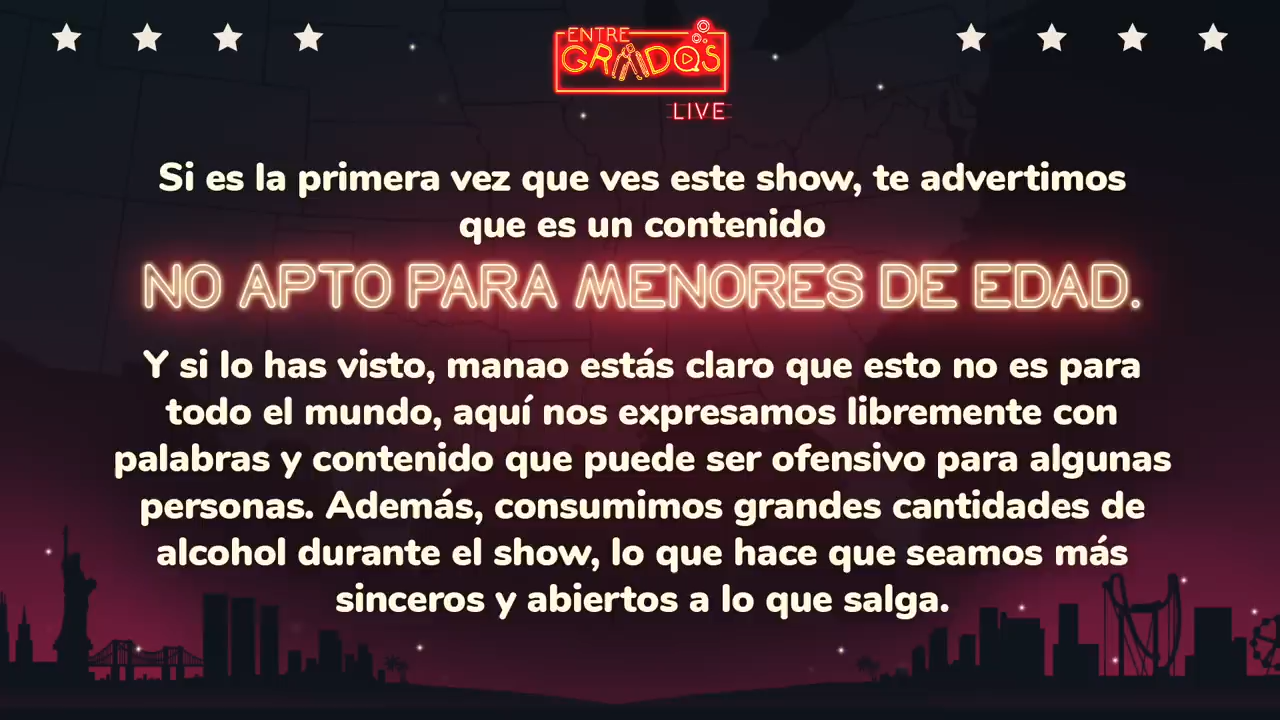 ENTRE
GRADOS
LIVE
Si es la primera vez que ves este show, te advertimos
que es un contenido
NO APTO PARA MENORES DE EDAD.
Y si lo has visto, manao estás claro que esto no es para
todo el mundo, aquí nos expresamos libremente con
palabras y contenido que puede ser ofensivo para algunas
personas. Además, consumimos grandes cantidades de
alcohol durante el show, lo que hace que seamos más
sinceros y abiertos a lo que salga.